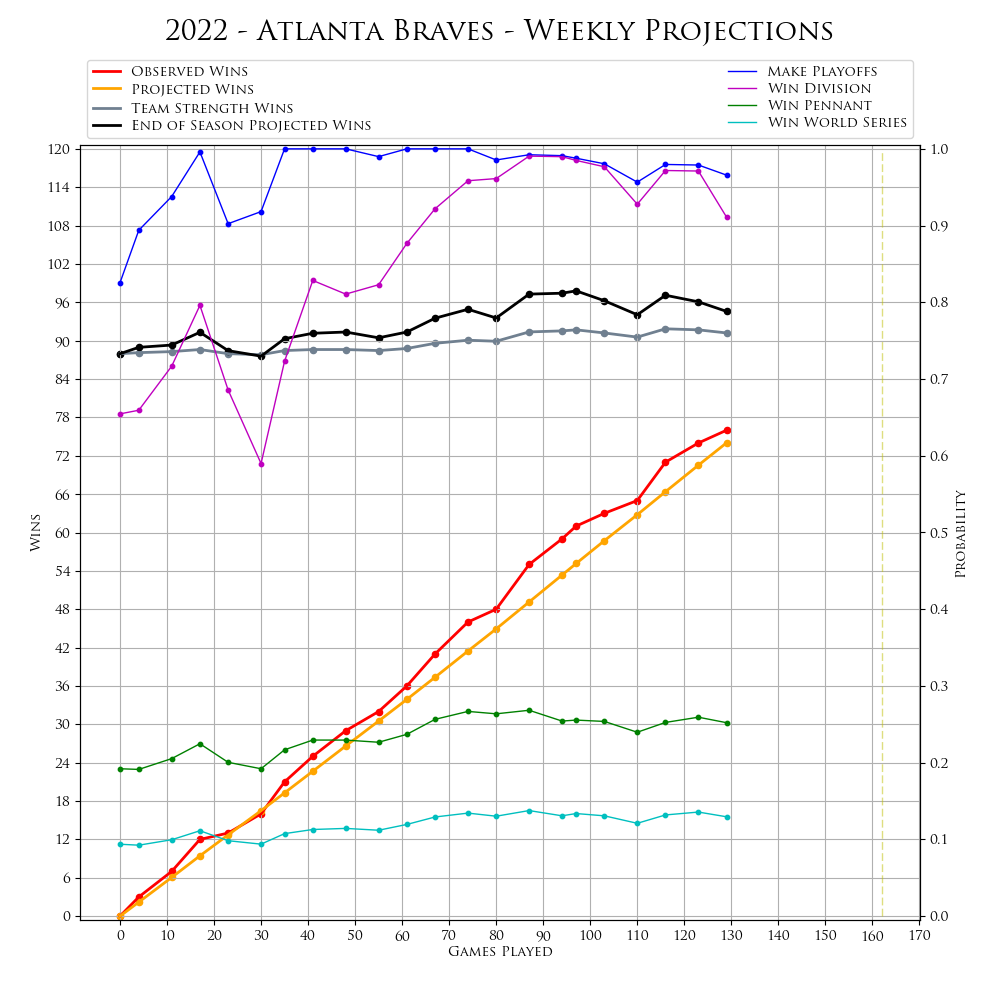 2022 - Atlanta Braves - Weekly Projections
Observed Wins
Projected Wins
Team Strength Wins
End of Season Projected Wins
Make Playoffs
Win Division
Win Pennant
Win World Series
120
114
108
102
96
90
84
78
72
66
60
54
48
42
36
30
24
18
12
6
0
Wins
1.0
0.9
0.8
0.7
0.6
0.5
0.4
0.3
0.2
0.1
0.0
Probability
0 10 20 30 40 50 60 70 80 90 100 110 120 130 140 150 160 170
Games Played